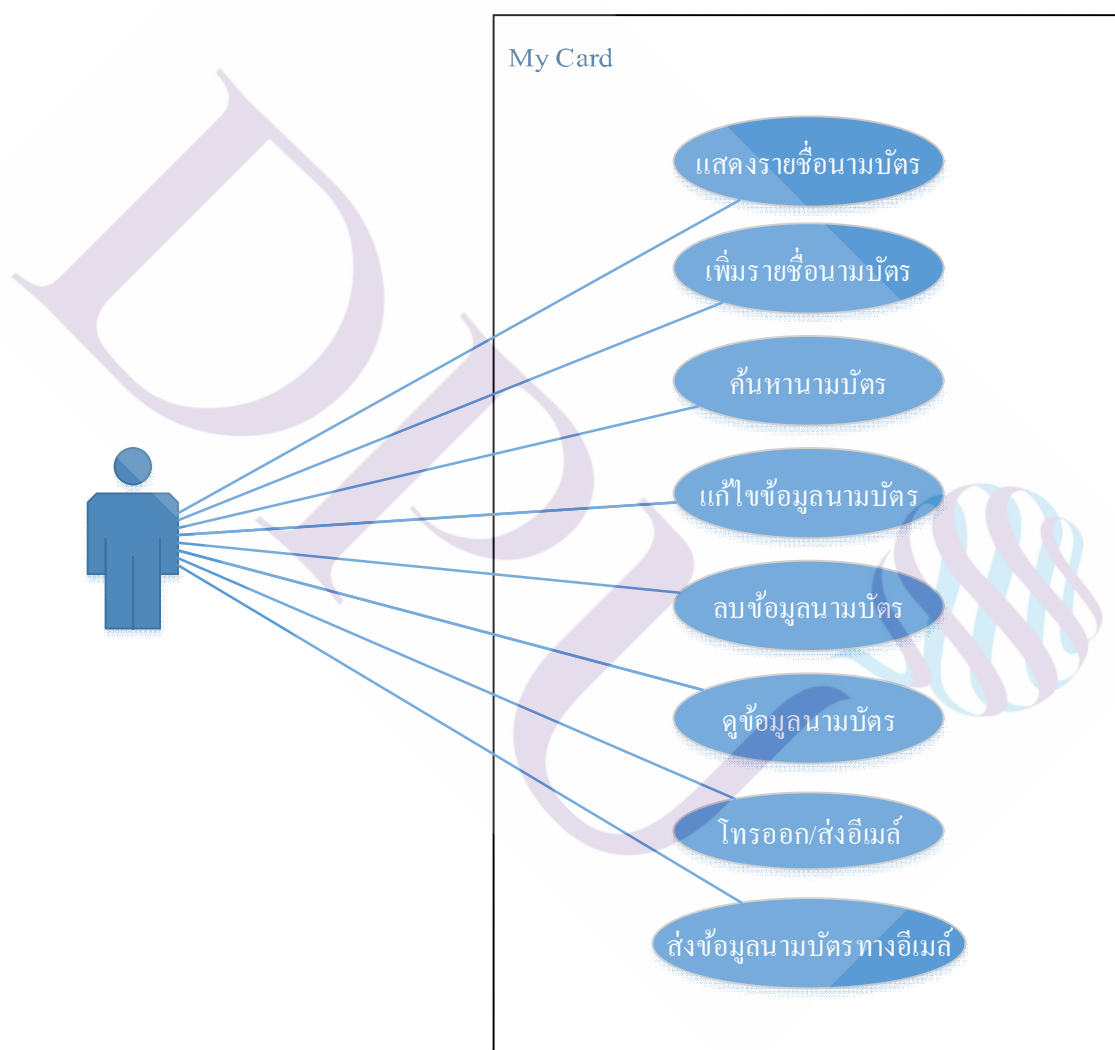 My Card
แสดงรายชื่อนามบัตร
เพิ่มรายชื่อนามบัตร
ค้นหานามบัตร
แก้ไขข้อมูลนามบัตร
ลบข้อมูลนามบัตร
ดูข้อมูลนามบัตร
โทรออก/ส่งอีเมล์
ส่งข้อมูลนามบัตรทางอีเมล์
DPU